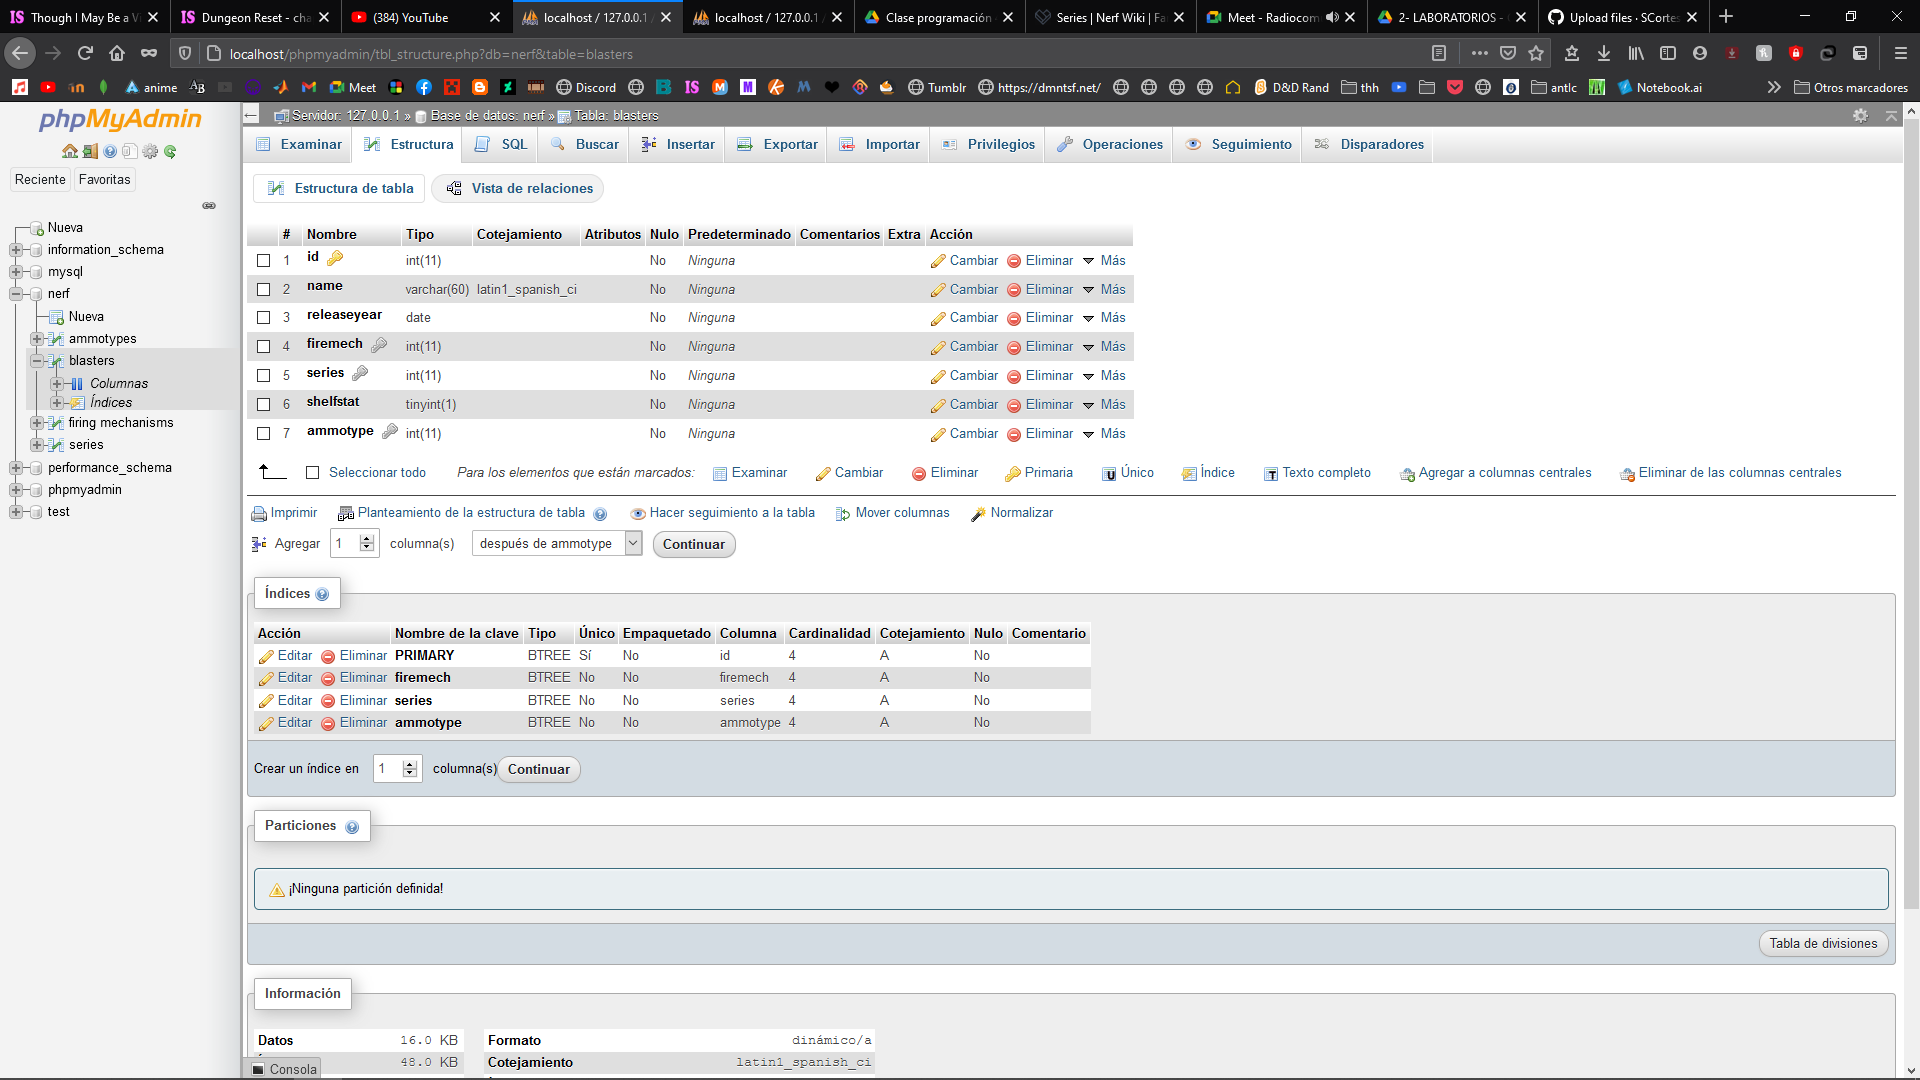 Though I May Be a Vi
Dungeon Reset - cha
(384) YouTube
localhost / 127.0.0.1 /
localhost / 127.0.0.1 /
Clase programación
Series | Nerf Wiki | Fa
Meet - Radiocom
2- LABORATORIOS -
Upload files · SCortes
localhost/phpmyadmin/tbl_structure.php?db=nerf&table=blasters
anime
Meet
Discord
Tumblr
https://dmntsf.net/
D&D Rand
thh
antlc
Notebook.ai
Otros marcadores
phpMyAdmin
Reciente
Favoritas
Nueva
information_schema
mysql
nerf
Nueva
ammotypes
blasters
Columnas
Índices
firing mechanisms
series
performance_schema
phpmyadmin
test
Servidor: 127.0.0.1 » Base de datos: nerf » Tabla: blasters
Examinar Estructura SQL Buscar Insertar Exportar Importar Privilegios Operaciones Seguimiento Disparadores
Estructura de tabla Vista de relaciones
# Nombre Tipo Cotejamiento Atributos Nulo Predeterminado Comentarios Extra Acción
1 id int(11) No Ninguna Cambiar Eliminar Más
2 name varchar(60) latin1_spanish_ci No Ninguna Cambiar Eliminar Más
3 releaseyear date No Ninguna Cambiar Eliminar Más
4 firemech int(11) No Ninguna Cambiar Eliminar Más
5 series int(11) No Ninguna Cambiar Eliminar Más
6 shelfstat tinyint(1) No Ninguna Cambiar Eliminar Más
7 ammotype int(11) No Ninguna Cambiar Eliminar Más
Seleccionar todo Para los elementos que están marcados: Examinar Cambiar Eliminar Primaria Único Índice Texto completo Agregar a columnas centrales Eliminar de las columnas centrales
Imprimir Planteamiento de la estructura de tabla Hacer seguimiento a la tabla Mover columnas Normalizar
Agregar 1 columna(s) después de ammotype Continuar
Índices
Acción Nombre de la clave Tipo Único Empaquetado Columna Cardinalidad Cotejamiento Nulo Comentario
Editar Eliminar PRIMARY BTREE Sí No id 4 A No
Editar Eliminar firemech BTREE No No firemech 4 A No
Editar Eliminar series BTREE No No series 4 A No
Editar Eliminar ammotype BTREE No No ammotype 4 A No
Crear un índice en 1 columna(s) Continuar
Particiones
¡Ninguna partición definida!
Tabla de divisiones
Información
Datos 16.0 KB
48.0 KB
Formato dinámico/a
Cotejamiento latin1_spanish_ci
Consola